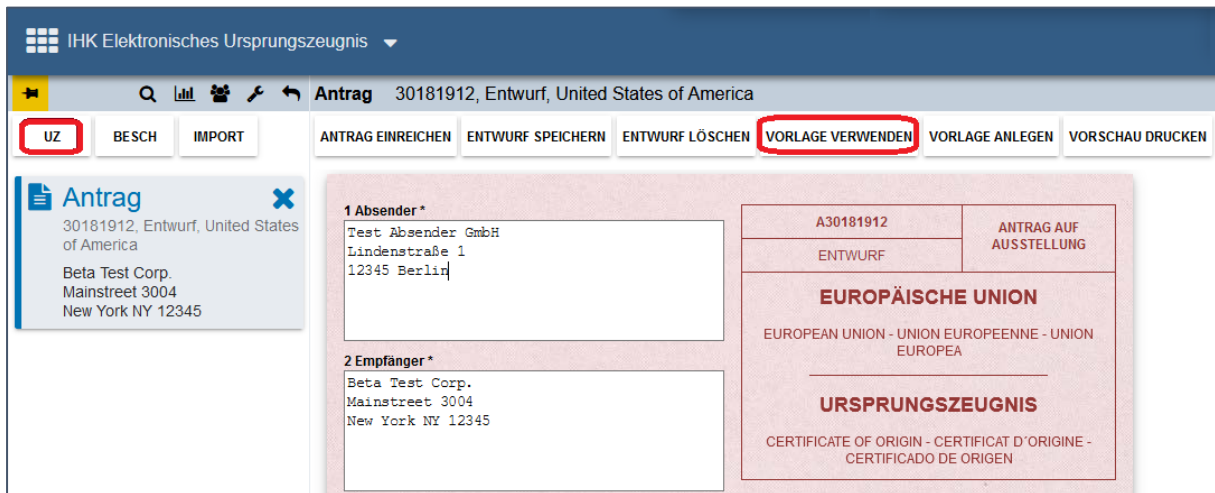 IHK Elektronisches Ursprungszeugnis
Antrag 30181912, Entwurf, United States of America
UZ BESCH IMPORT ANTRAG EINREICHEN ENTWURF SPEICHERN ENTWURF LÖSCHEN VORLAGE VERWENDEN VORLAGE ANLEGEN VORSCHAU DRUCKEN
Antrag
30181912, Entwurf, United States
of America
Beta Test Corp.
Mainstreet 3004
New York NY 12345
1 Absender *
Test Absender GmbH
Lindenstraße 1
12345 Berlin
2 Empfänger *
Beta Test Corp.
Mainstreet 3004
New York NY 12345
A30181912
ENTWURF
ANTRAG AUF
AUSSTELLUNG
EUROPÄISCHE UNION
EUROPEAN UNION - UNION EUROPEENNE - UNION
EUROPEA
URSPRUNGSZEUGNIS
CERTIFICATE OF ORIGIN - CERTIFICAT D´ORIGINE -
CERTIFICADO DE ORIGEN